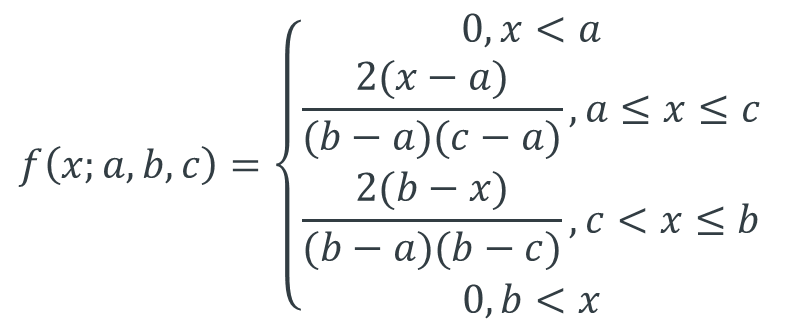 0, x < a
2(x − a)
(b − a)(c − a) , a ≤ x ≤ c
f(x; a, b, c) = {
2(b − x)
(b − a)(b − c) , c < x ≤ b
0, b < x